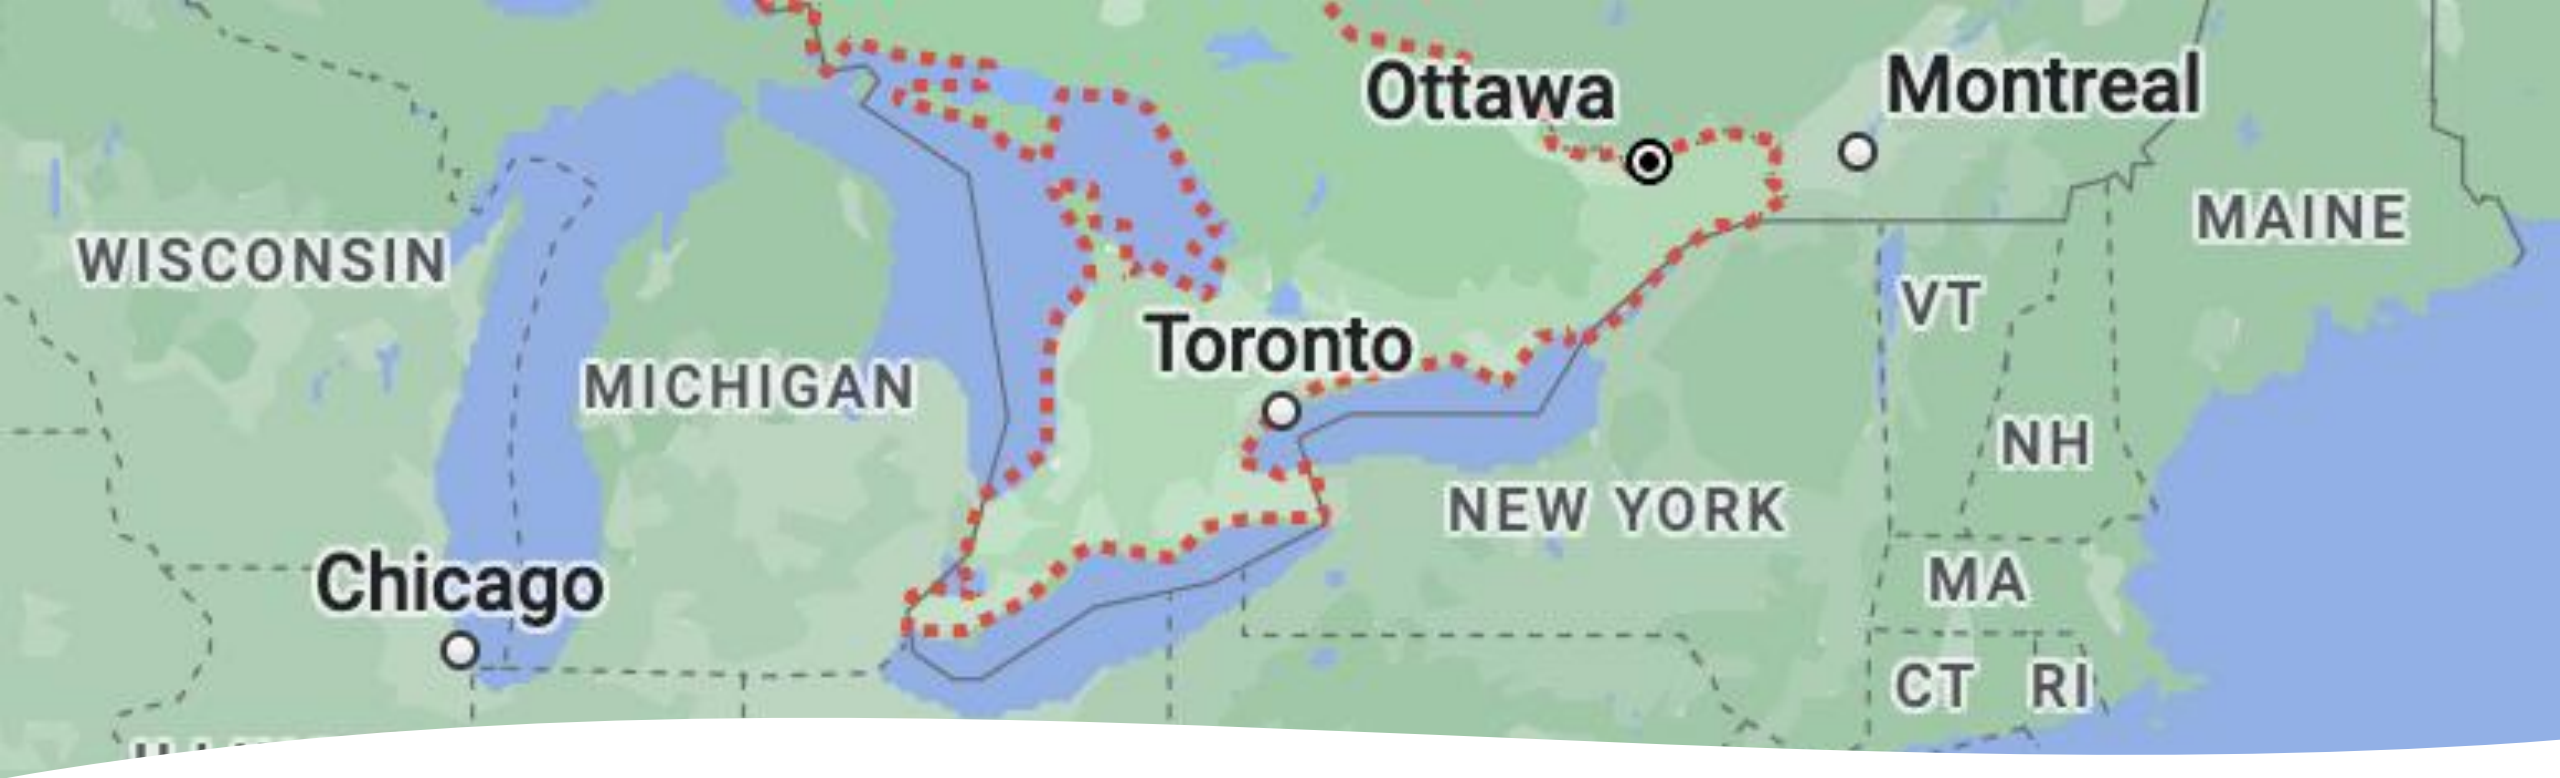 Ottawa
Montreal
WISCONSIN
MAINE
VT
Toronto
MICHIGAN
NH
NEW YORK
Chicago
MA
CT
RI